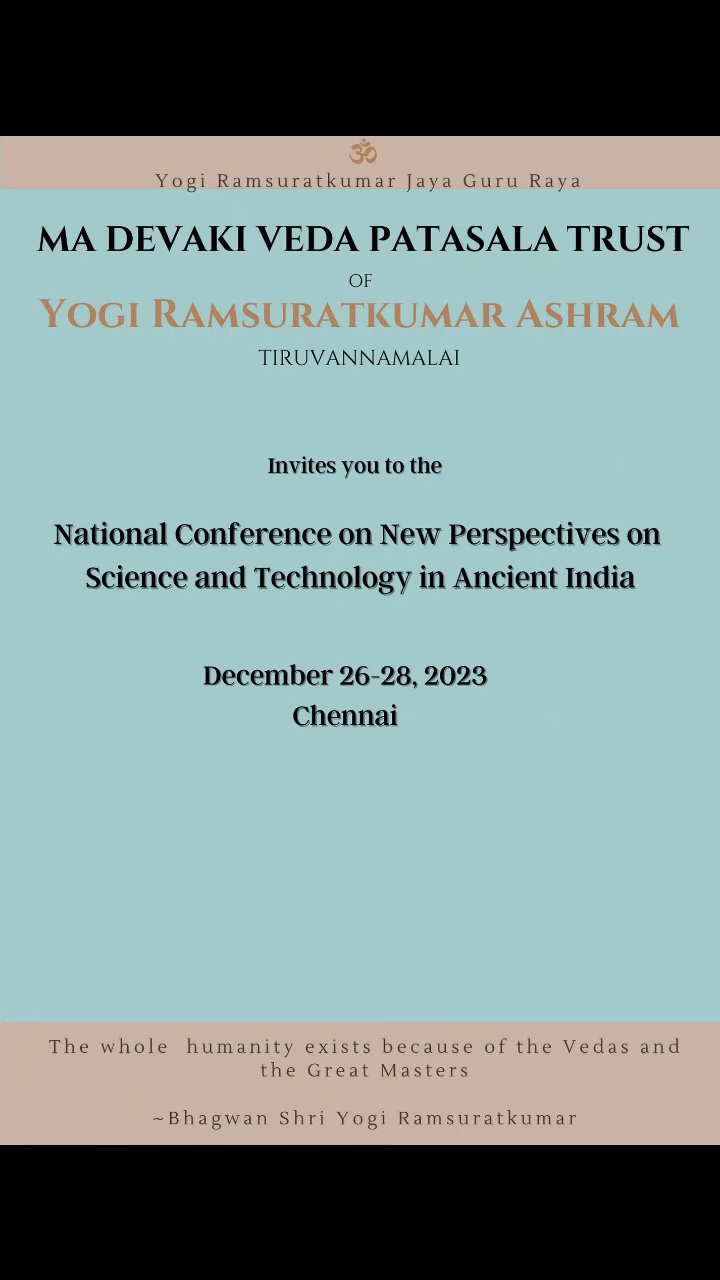 ॐ
Yogi Ramsuratkumar Jaya Guru Raya
MA DEVAKI VEDA PATASALA TRUST
OF
YOGI RAMSURATKUMAR ASHRAM
TIRUVANNAMALAI
Invites you to the
National Conference on New Perspectives on
Science and Technology in Ancient India
December 26-28, 2023
Chennai
The whole humanity exists because of the Vedas and
the Great Masters
~Bhagwan Shri Yogi Ramsuratkumar